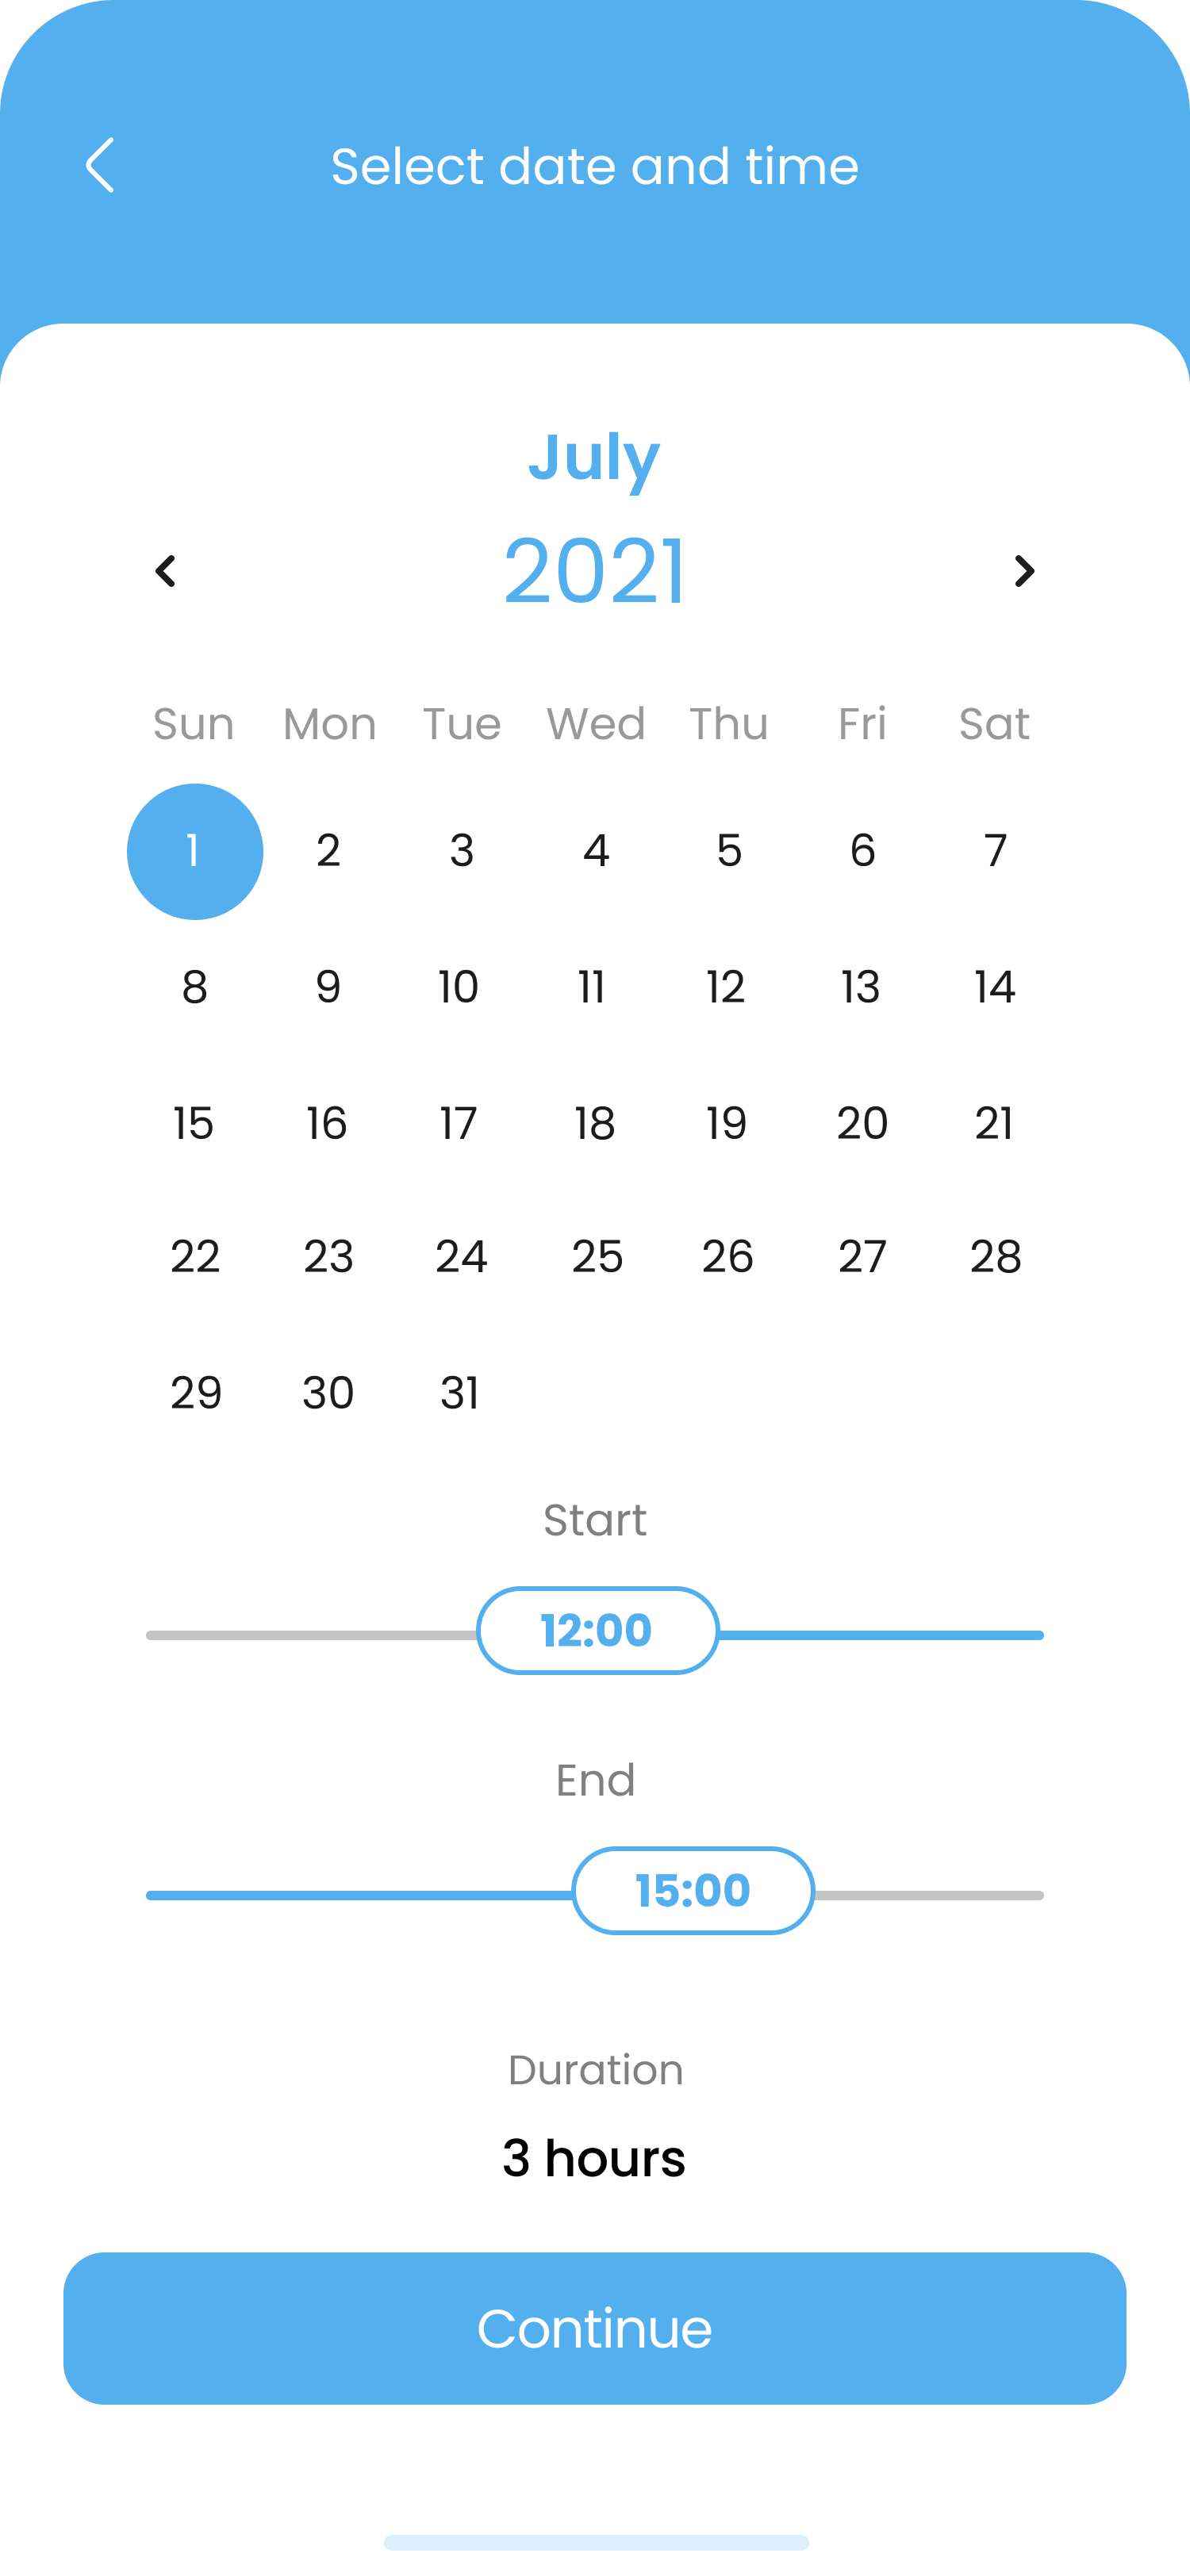 Select date and time
July
2021
Sun Mon Tue Wed Thu Fri Sat
1 2 3 4 5 6 7
8 9 10 11 12 13 14
15 16 17 18 19 20 21
22 23 24 25 26 27 28
29 30 31
Start
12:00
End
15:00
Duration
3 hours
Continue